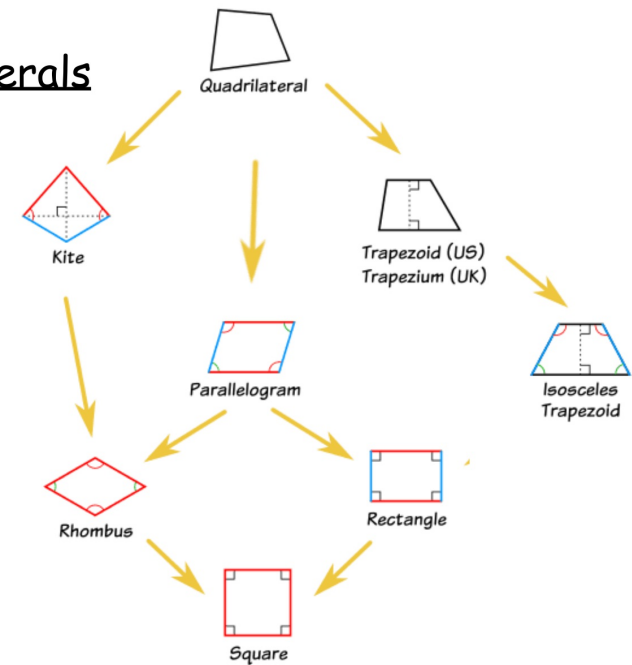 erals
Quadrilateral
Kite
Trapezoid (US)
Trapezium (UK)
Parallelogram
Isosceles
Trapezoid
Rhombus
Rectangle
Square